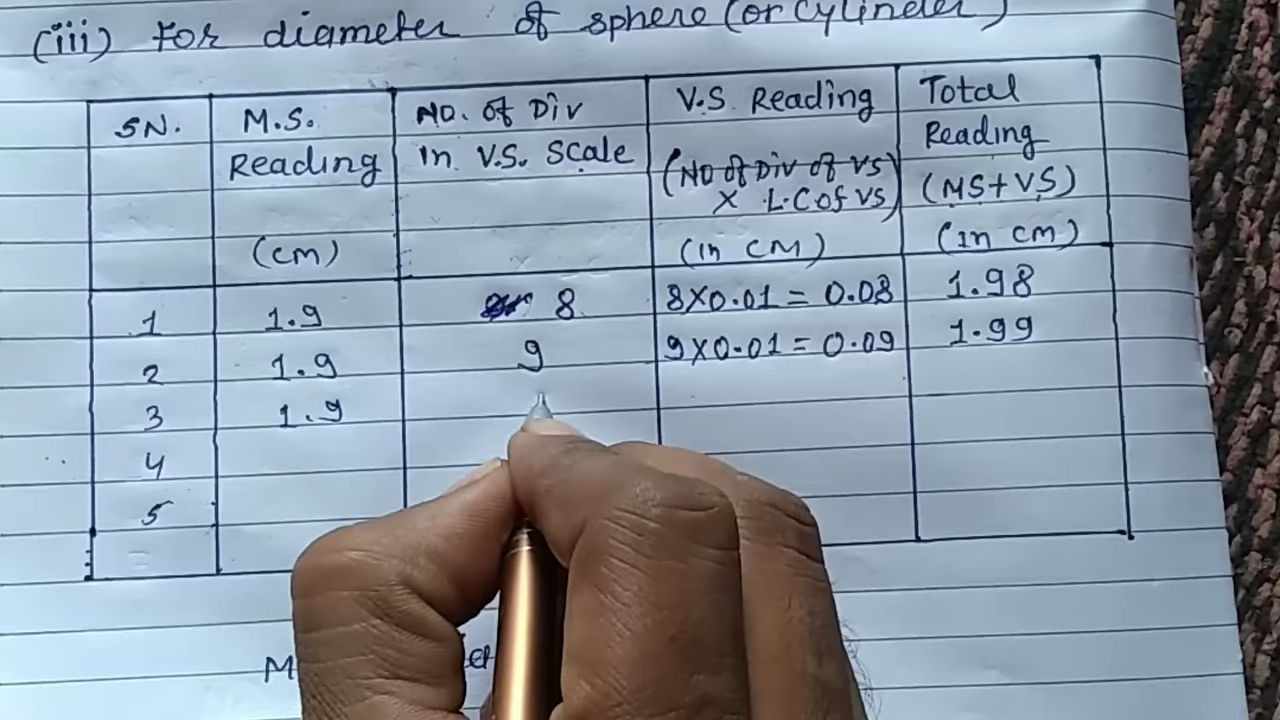 (iii) For diameter of sphere (or cylinder)
SN. M.S. Reading (cm) No. of Div in V.S. Scale V.S. Reading (No of Div of VS X L.C of VS) (in cm) Total Reading (MS+VS) (in cm)
1 1.9 8 8X0.01 = 0.08 1.98
2 1.9 9 9X0.01 = 0.09 1.99
3 1.9
4
5
M